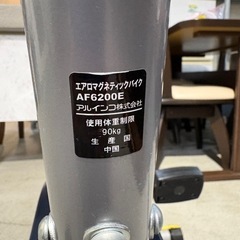 エアロマグネティックバイク
AF6200E
アルインコ株式会社
使用体重制限
90kg
生産国
中国